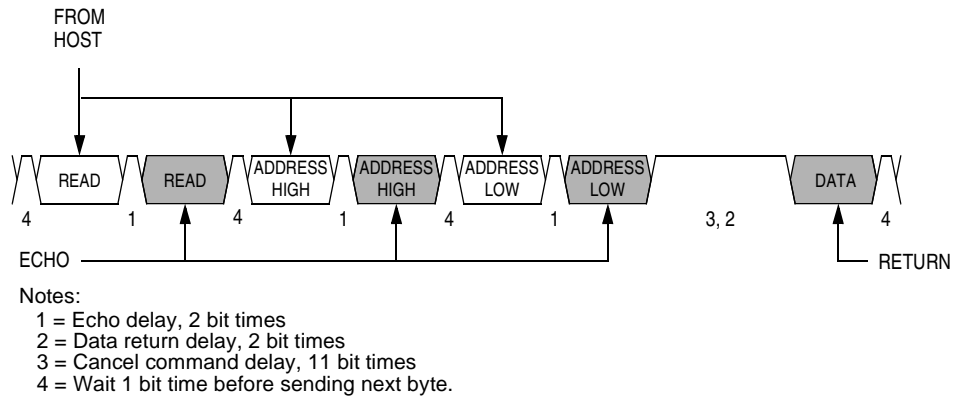 FROM
HOST
READ
READ
ADDRESS
HIGH
ADDRESS
HIGH
ADDRESS
LOW
ADDRESS
LOW
DATA
4 1 4 1 4 1 3, 2 4
ECHO
RETURN
Notes:
1 = Echo delay, 2 bit times
2 = Data return delay, 2 bit times
3 = Cancel command delay, 11 bit times
4 = Wait 1 bit time before sending next byte.